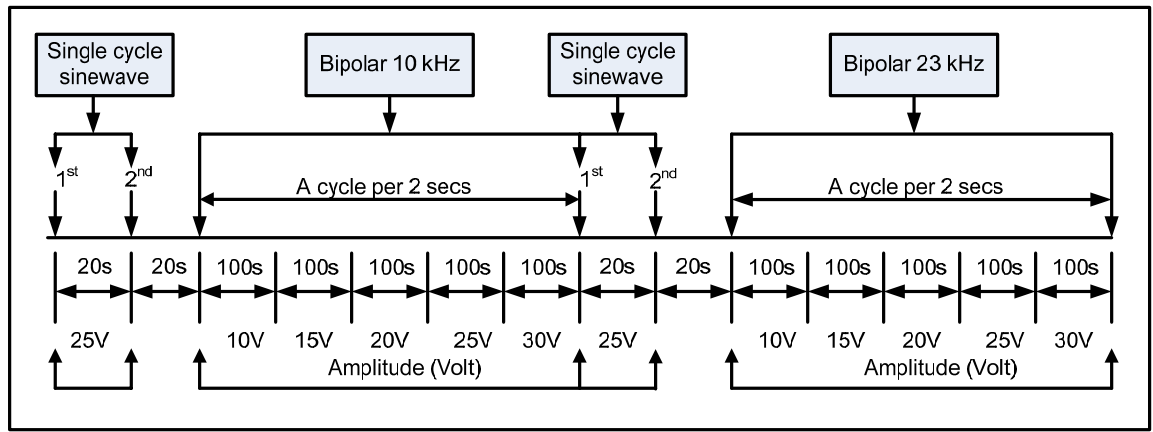 Single cycle
sinewave
Bipolar 10 kHz
Single cycle
sinewave
Bipolar 23 kHz
1st 2nd A cycle per 2 secs 1st 2nd A cycle per 2 secs
20s 20s 100s 100s 100s 100s 100s 20s 20s 100s 100s 100s 100s 100s
25V 10V 15V 20V 25V 30V 25V 10V 15V 20V 25V 30V
Amplitude (Volt) Amplitude (Volt)